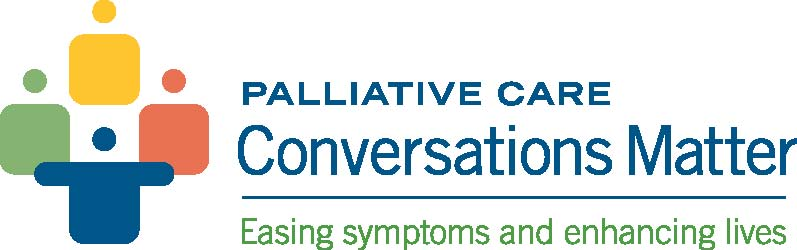 PALLIATIVE CARE
Conversations Matter
Easing symptoms and enhancing lives